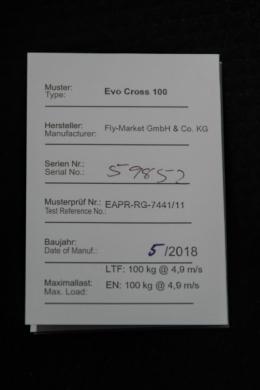 Muster: Evo Cross 100
Type:
Hersteller: Fly-Market GmbH & Co. KG
Manufacturer:
Serien Nr.: 59852
Serial No.:
Musterprüf Nr.: EAPR-RG-7441/11
Test Reference No.:
Baujahr: 5/2018
Date of Manuf.:
LTF: 100 kg @ 4,9 m/s
Maximallast: EN: 100 kg @ 4,9 m/s
Max. Load: